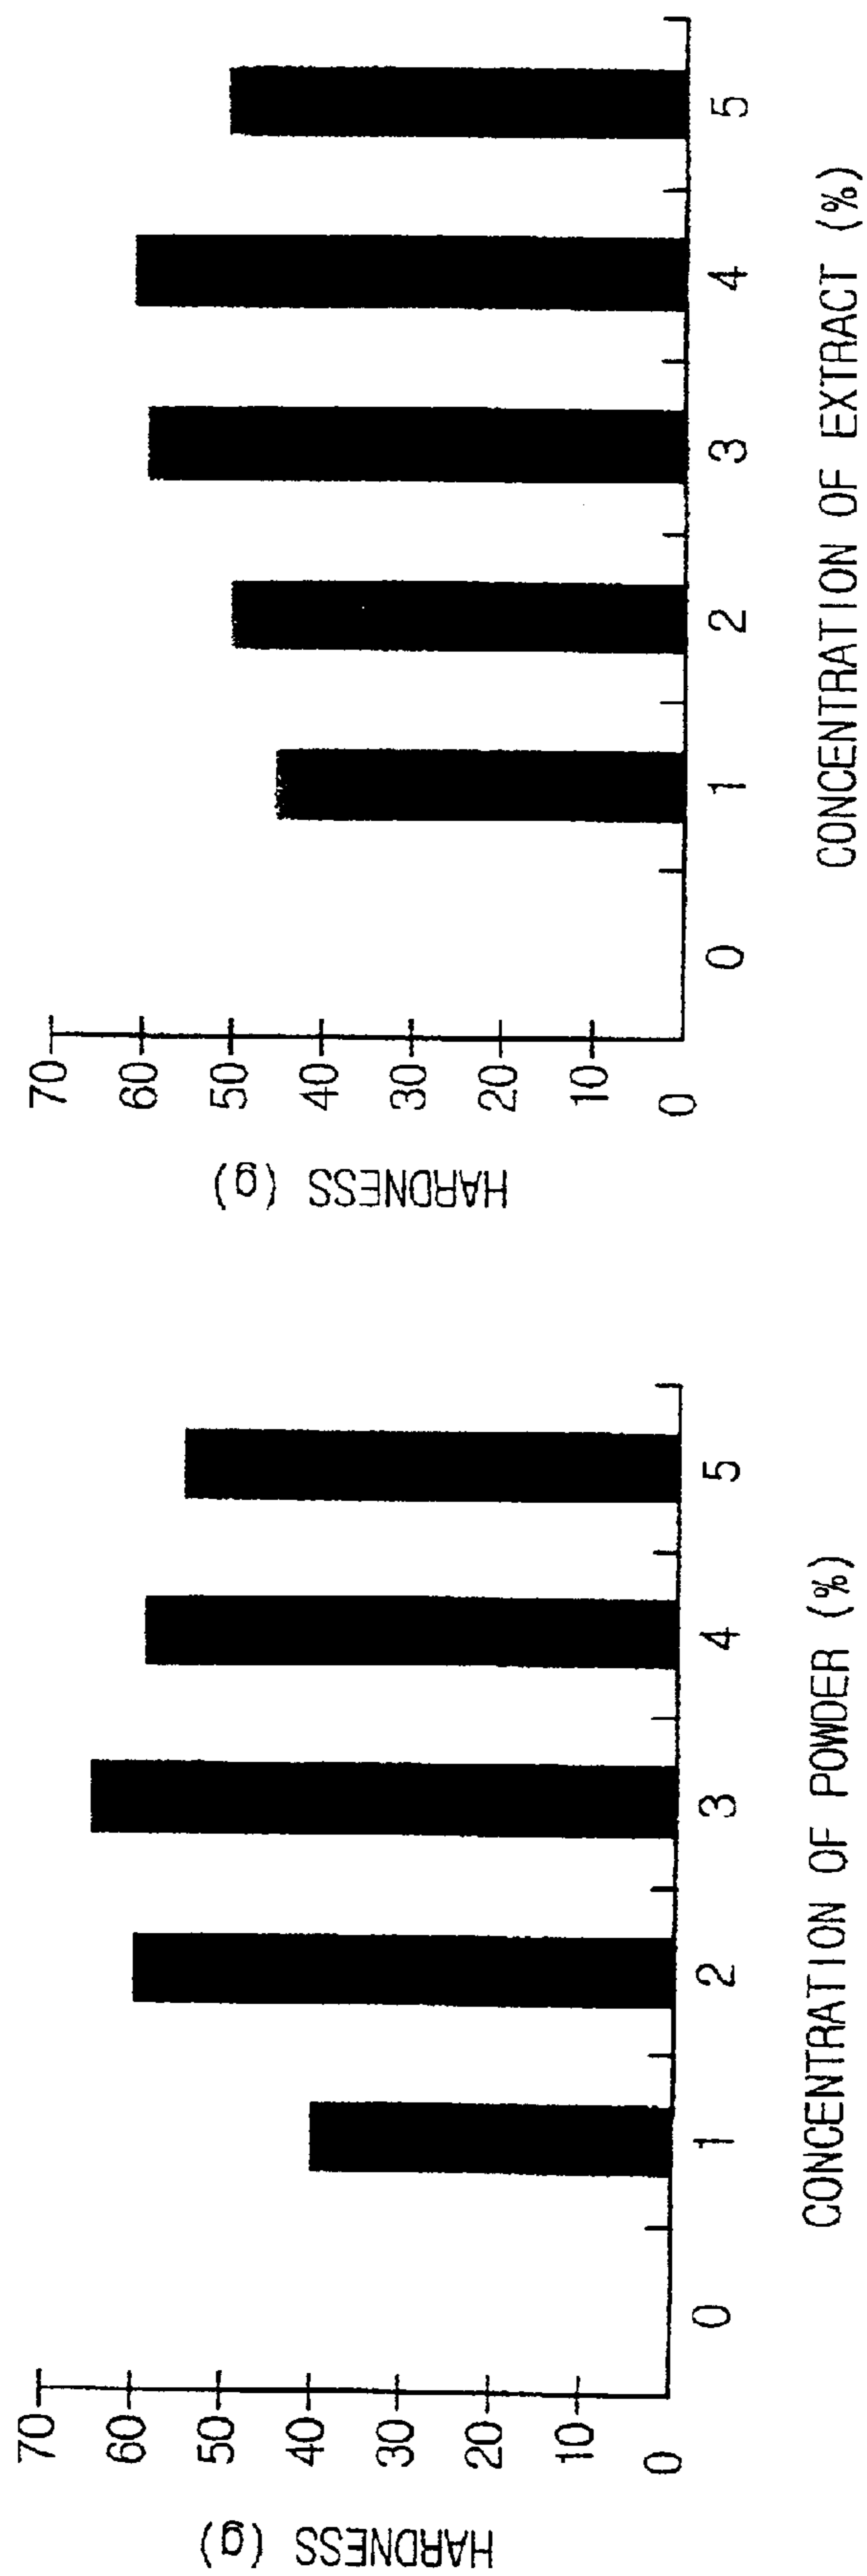 HARDNESS (g)
70
60
50
40
30
20
10
0
0 1 2 3 4 5
CONCENTRATION OF POWDER (%)
HARDNESS (g)
70
60
50
40
30
20
10
0
0 1 2 3 4 5
CONCENTRATION OF EXTRACT (%)